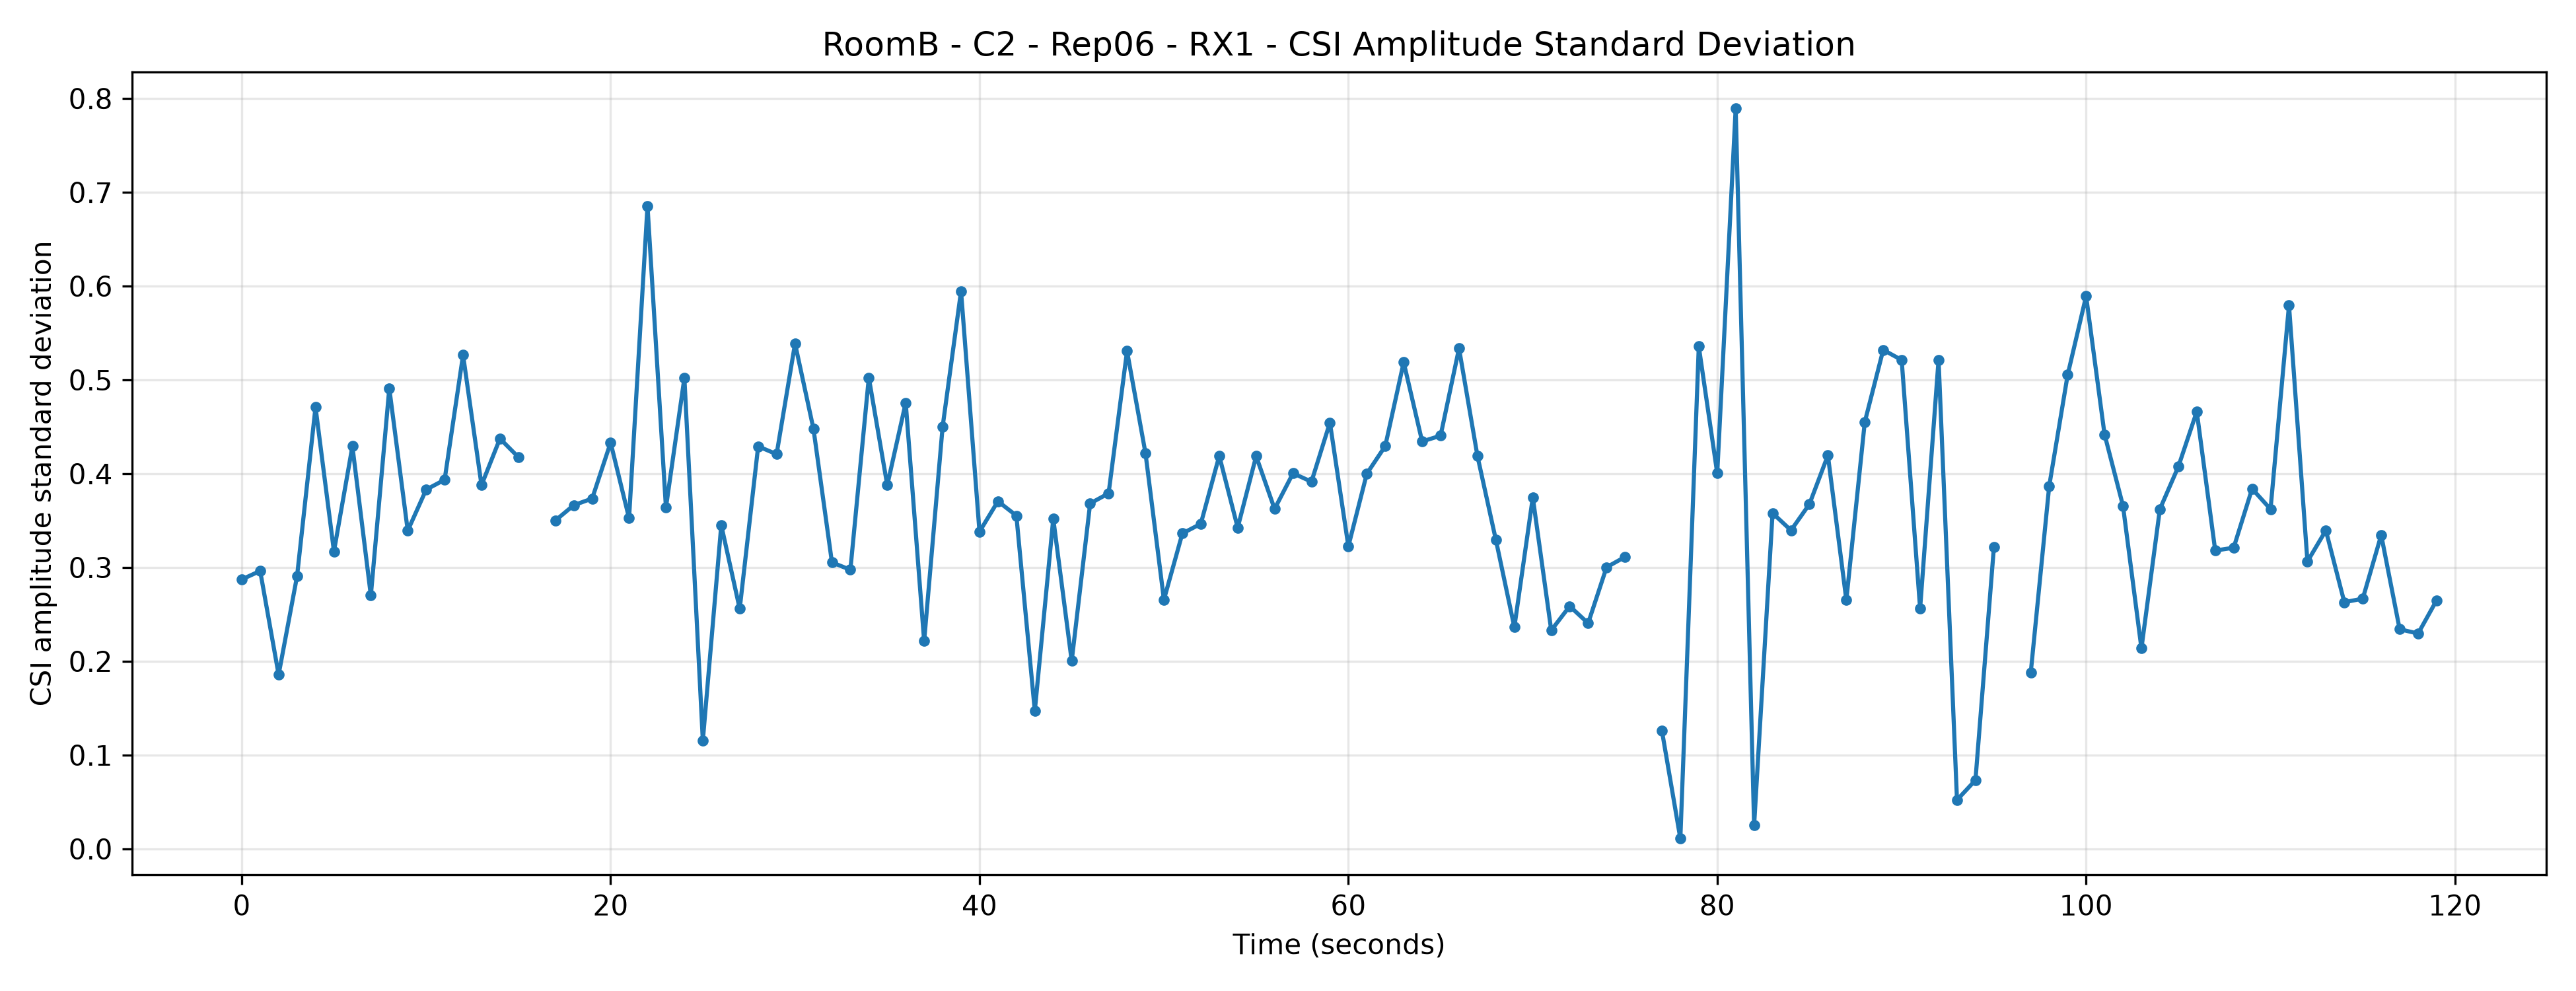 RoomB - C2 - Rep06 - RX1 - CSI Amplitude Standard Deviation
CSI amplitude standard deviation
0.8
0.7
0.6
0.5
0.4
0.3
0.2
0.1
0.0
0 20 40 60 80 100 120
Time (seconds)